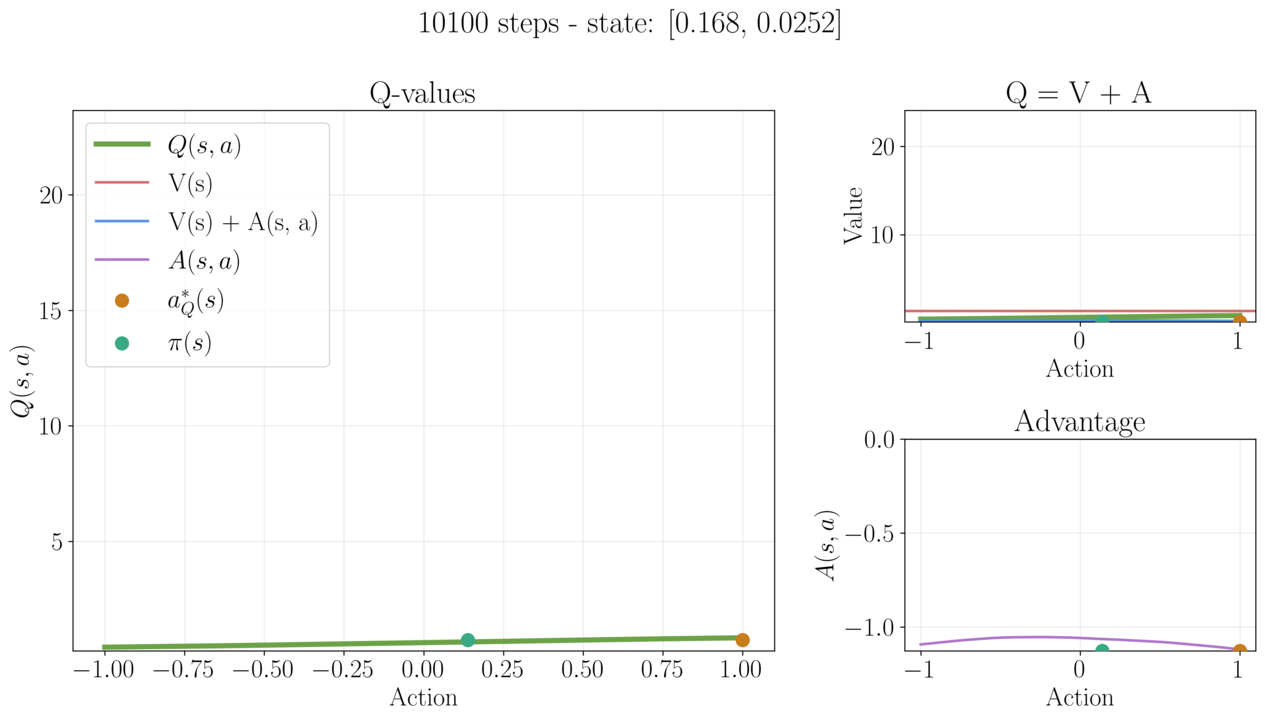 10100 steps - state: [0.168, 0.0252]
Q-values
Q(s, a)
V(s)
V(s) + A(s, a)
A(s, a)
a*Q(s)
π(s)
20
15
10
5
Q(s, a)
−1.00 −0.75 −0.50 −0.25 0.00 0.25 0.50 0.75 1.00
Action
Q = V + A
20
10
Value
−1 0 1
Action
Advantage
0.0
−0.5
−1.0
A(s, a)
−1 0 1
Action